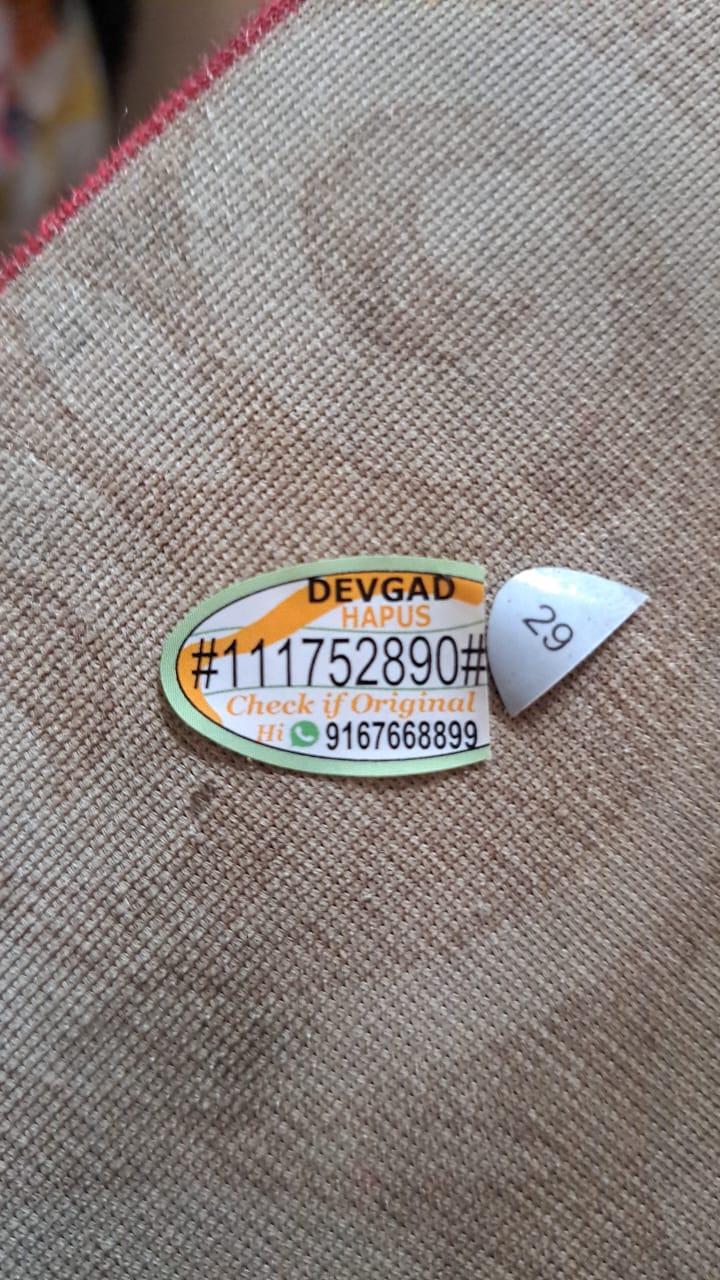 DEVGAD
HAPUS
#111752890#
Check if Original
Hi 9167668899
29